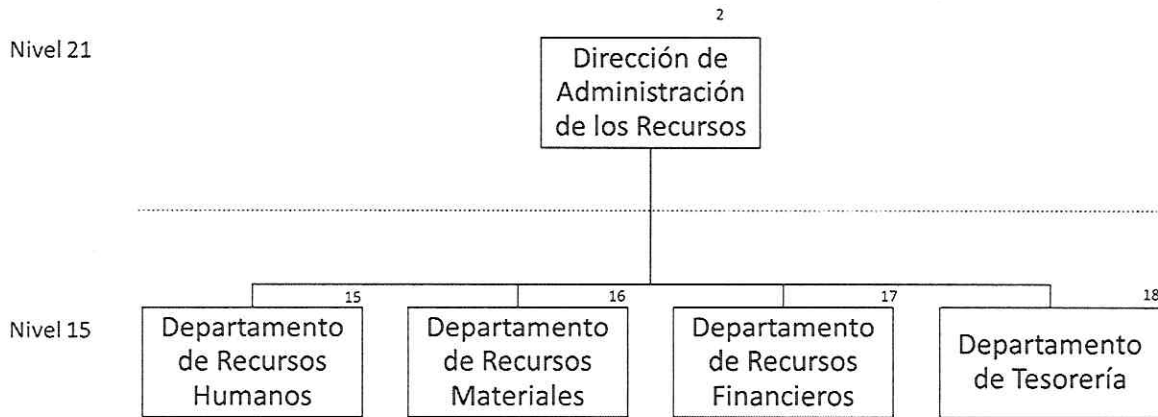 2
Nivel 21
Dirección de
Administración
de los Recursos
Nivel 15
15
Departamento
de Recursos
Humanos
16
Departamento
de Recursos
Materiales
17
Departamento
de Recursos
Financieros
18
Departamento
de Tesorería